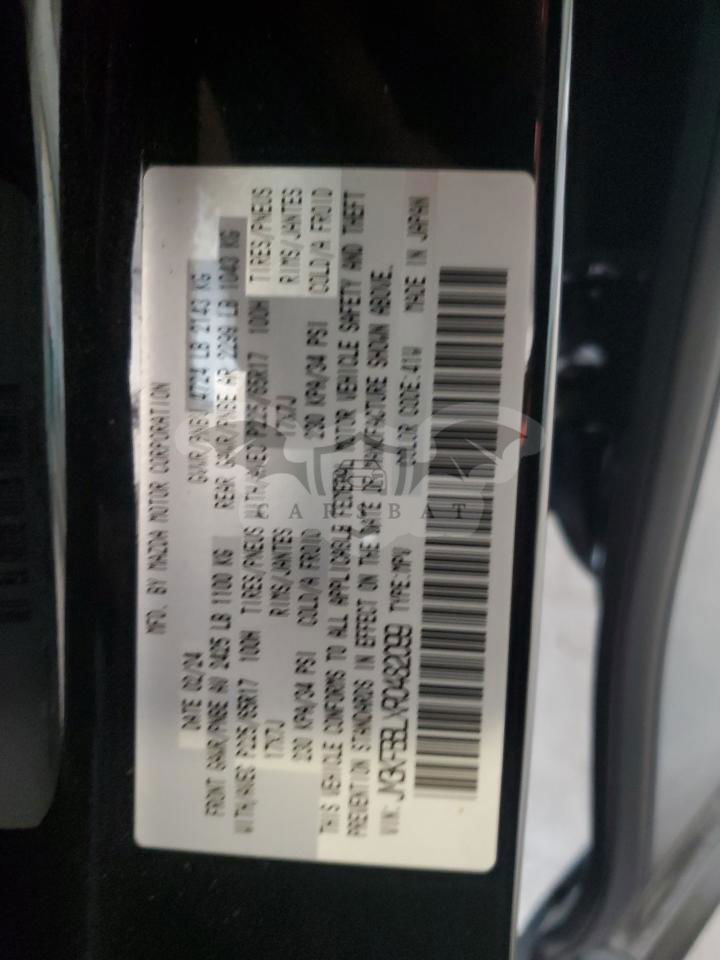 MFD. BY MAZDA MOTOR CORPORATION
DATE 02/24 GVWR/PNBV 4724 LB 2143 KG
FRONT GAWR/PNBE AV 2425 LB 1100 KG REAR GAWR/PNBE AR 2299 LB 1043 KG
WITH/AVEC P225/65R17 100H TIRES/PNEUS WITH/AVEC P225/65R17 100H TIRES/PNEUS
17X7J RIMS/JANTES 17X7J RIMS/JANTES
230 KPA/34 PSI COLD/A FROID 230 KPA/34 PSI COLD/A FROID
THIS VEHICLE CONFORMS TO ALL APPLICABLE FEDERAL MOTOR VEHICLE SAFETY AND THEFT
PREVENTION STANDARDS IN EFFECT ON THE DATE OF MANUFACTURE SHOWN ABOVE.
VIN: TYPE:MPV COLOR CODE:41W MADE IN JAPAN
CARSBAT